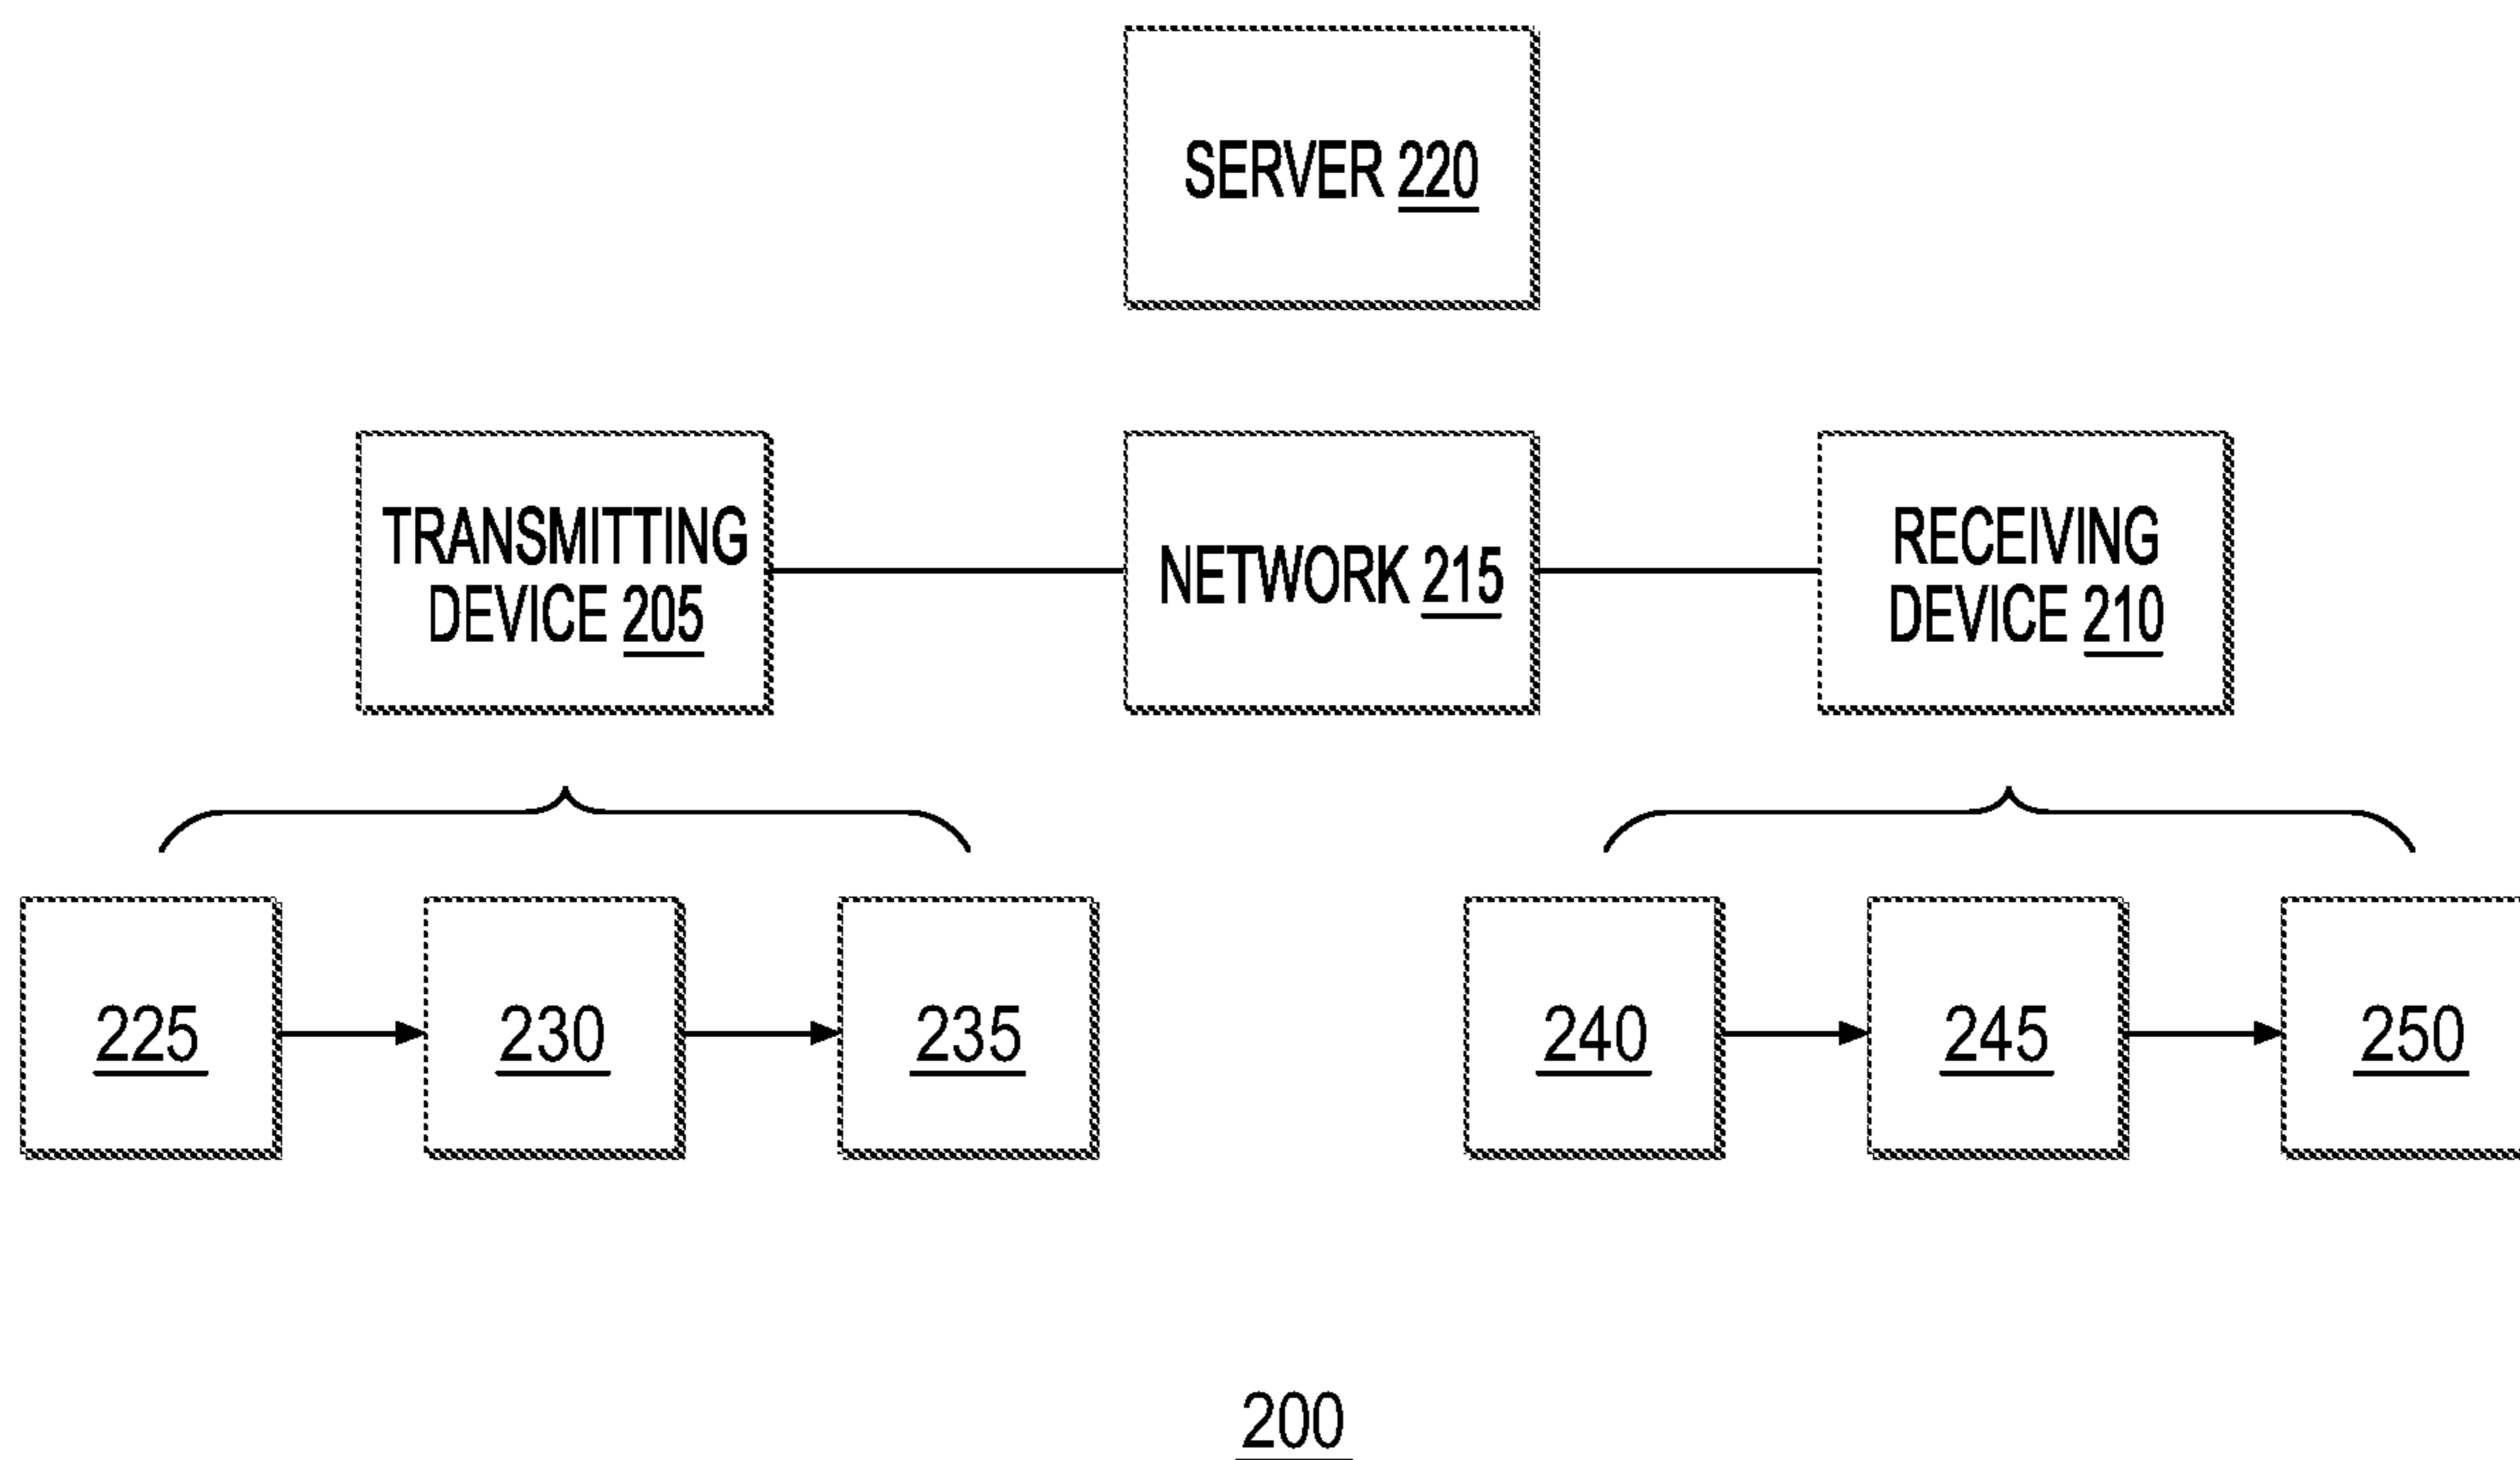 SERVER 220
TRANSMITTING
DEVICE 205
NETWORK 215
RECEIVING
DEVICE 210
225
230
235
240
245
250
200